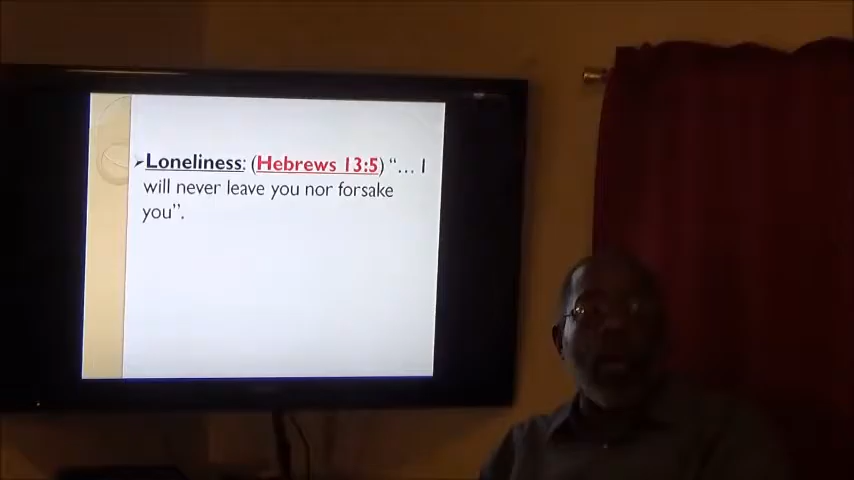 ➢Loneliness: (Hebrews 13:5) “... I
will never leave you nor forsake
you”.